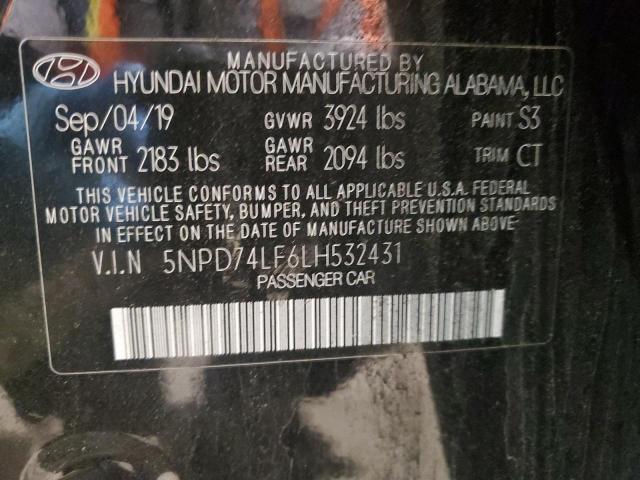 MANUFACTURED BY
HYUNDAI MOTOR MANUFACTURING ALABAMA, LLC
Sep/04/19 GVWR 3924 lbs PAINT S3
GAWR FRONT 2183 lbs GAWR REAR 2094 lbs TRIM CT
THIS VEHICLE CONFORMS TO ALL APPLICABLE U.S.A. FEDERAL
MOTOR VEHICLE SAFETY, BUMPER, AND THEFT PREVENTION STANDARDS
IN EFFECT ON THE DATE OF MANUFACTURE SHOWN ABOVE.
V.I.N 5NPD74LF6LH532431
PASSENGER CAR